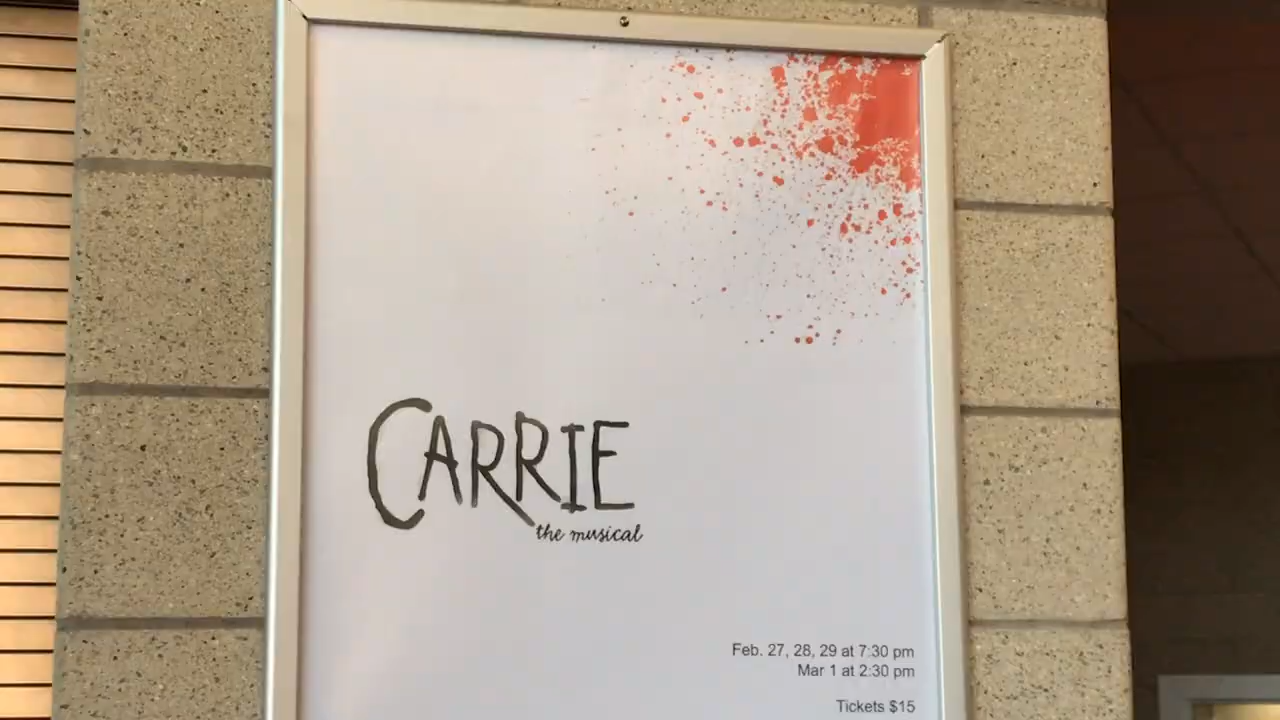 CARRIE
the musical
Feb. 27, 28, 29 at 7:30 pm
Mar 1 at 2:30 pm
Tickets $15